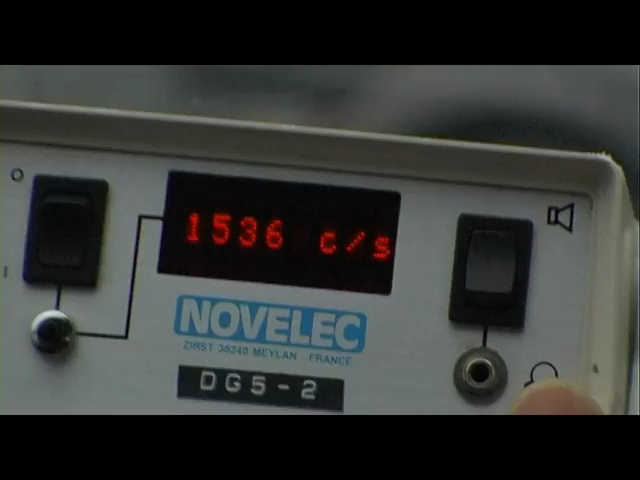 O
1536 c/s
I
NOVELEC
ZIRST 38240 MEYLAN - FRANCE
DG5-2